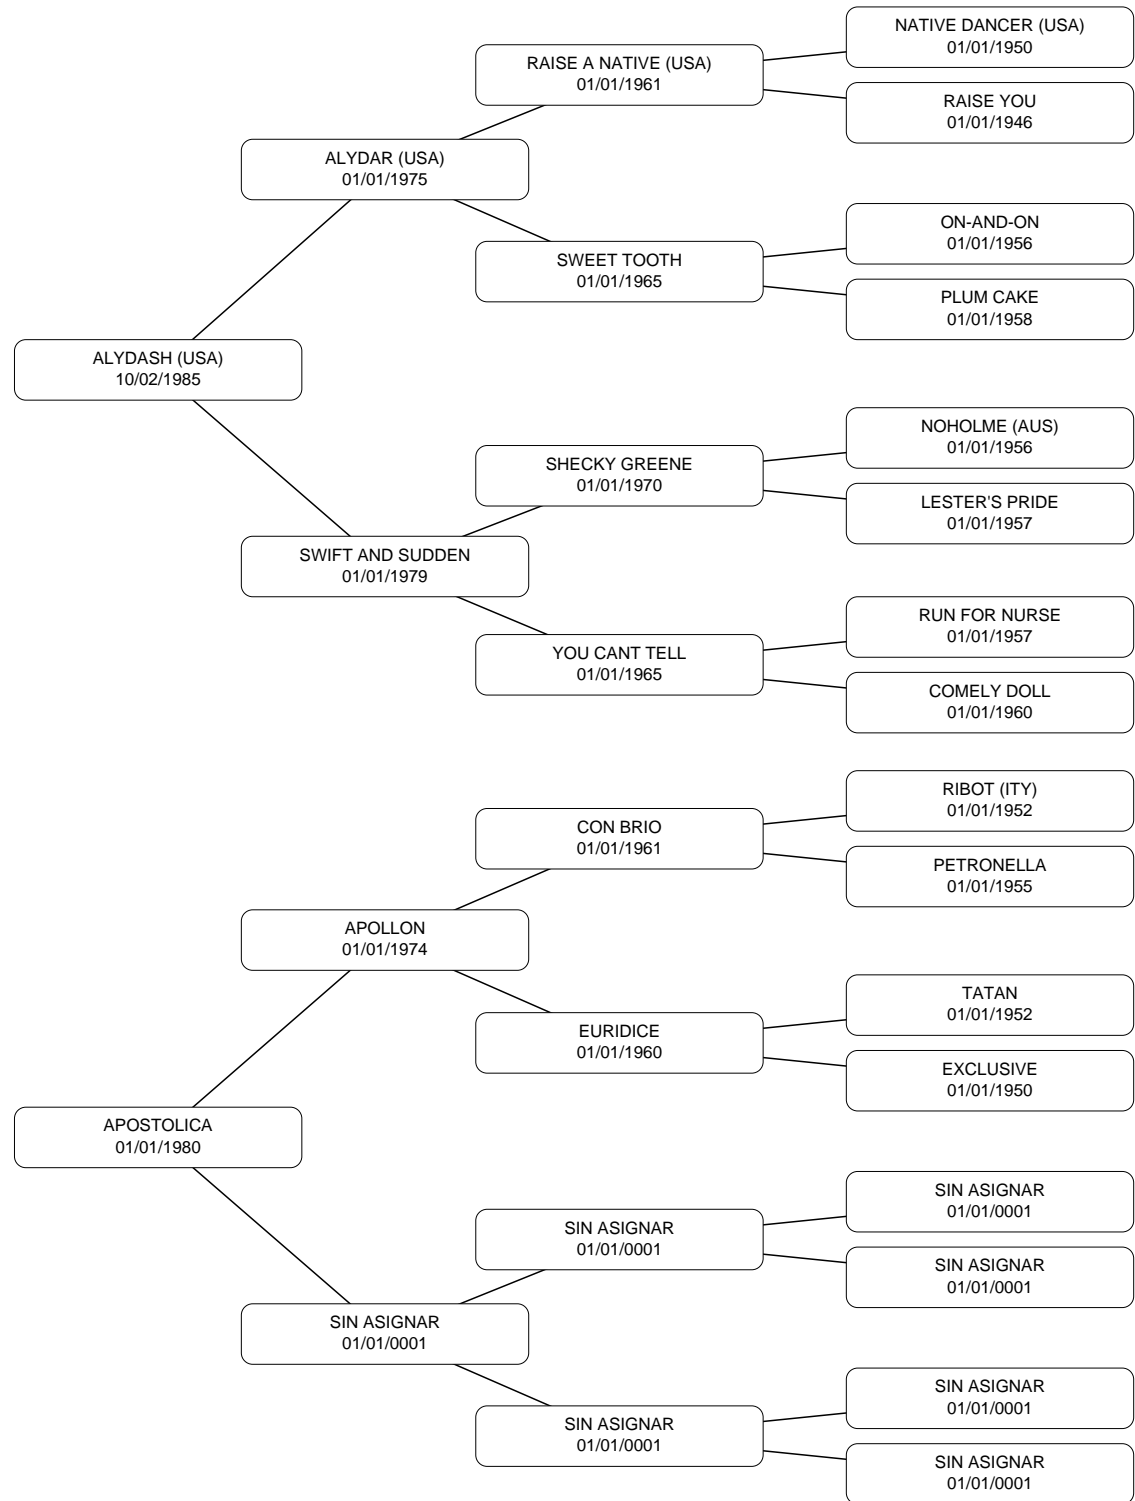 NATIVE DANCER (USA)
01/01/1950
RAISE A NATIVE (USA)
01/01/1961
RAISE YOU
01/01/1946
ALYDAR (USA)
01/01/1975
ON-AND-ON
01/01/1956
SWEET TOOTH
01/01/1965
PLUM CAKE
01/01/1958
ALYDASH (USA)
10/02/1985
NOHOLME (AUS)
01/01/1956
SHECKY GREENE
01/01/1970
LESTER'S PRIDE
01/01/1957
SWIFT AND SUDDEN
01/01/1979
RUN FOR NURSE
01/01/1957
YOU CANT TELL
01/01/1965
COMELY DOLL
01/01/1960
RIBOT (ITY)
01/01/1952
CON BRIO
01/01/1961
PETRONELLA
01/01/1955
APOLLON
01/01/1974
TATAN
01/01/1952
EURIDICE
01/01/1960
EXCLUSIVE
01/01/1950
APOSTOLICA
01/01/1980
SIN ASIGNAR
01/01/0001
SIN ASIGNAR
01/01/0001
SIN ASIGNAR
01/01/0001
SIN ASIGNAR
01/01/0001
SIN ASIGNAR
01/01/0001
SIN ASIGNAR
01/01/0001
SIN ASIGNAR
01/01/0001